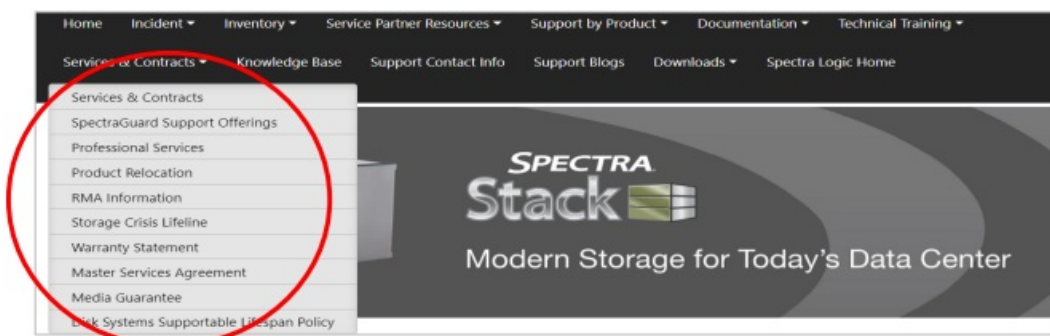 Home Incident Inventory Service Partner Resources Support by Product Documentation Technical Training
Services & Contracts Knowledge Base Support Contact Info Support Blogs Downloads Spectra Logic Home
Services & Contracts
SpectraGuard Support Offerings
Professional Services
Product Relocation
RMA Information
Storage Crisis Lifeline
Warranty Statement
Master Services Agreement
Media Guarantee
Disk Systems Supportable Lifespan Policy
SPECTRA
Stack
Modern Storage for Today's Data Center